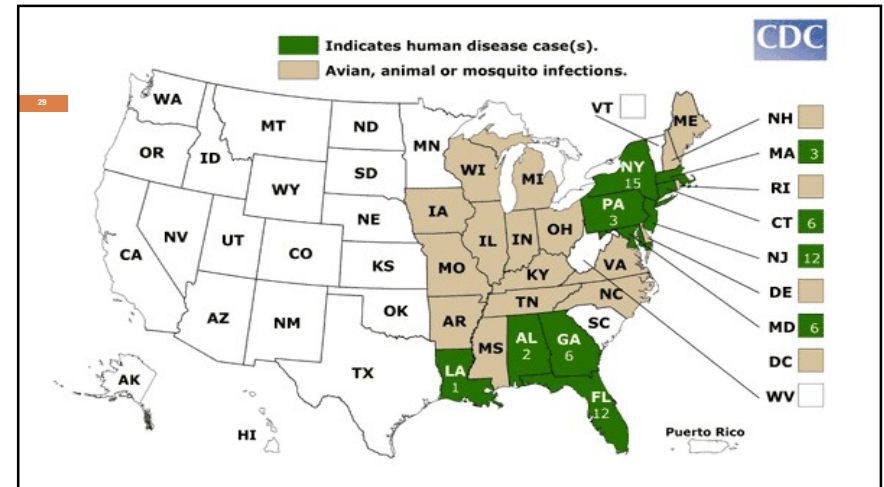 Indicates human disease case(s).
Avian, animal or mosquito infections.
CDC
29
WA
OR
ID
MT
ND
MN
SD
WY
NE
CA
NV
UT
CO
KS
AZ
NM
OK
TX
WI
MI
IA
IL
IN
OH
MO
KY
VA
TN
NC
AR
MS
SC
NY
15
PA
3
AL
2
GA
6
LA
1
FL
12
ME
VT
NH
MA 3
RI
CT 6
NJ 12
DE
MD 6
DC
WV
AK
HI
Puerto Rico